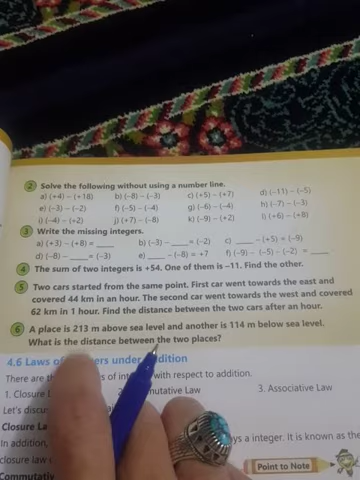 2 Solve the following without using a number line.
a) (+4) − (+18) b) (−8) − (−3) c) (+5) − (+7) d) (−11) − (−5)
e) (−3) − (−2) f) (−5) − (−4) g) (−6) − (−4) h) (−7) − (−3)
i) (−4) − (+2) j) (+7) − (−8) k) (−9) − (+2) l) (+6) − (+8)
3 Write the missing integers.
a) (+3) − (+8) = ____ b) (−3) − ____ = (−2) c) ____ − (+5) = (−9)
d) (−8) − ____ = (−3) e) ____ − (−8) = +7 f) (−9) − (−5) − (−2) = ____
4 The sum of two integers is +54. One of them is −11. Find the other.
5 Two cars started from the same point. First car went towards the east and
covered 44 km in an hour. The second car went towards the west and covered
62 km in 1 hour. Find the distance between the two cars after an hour.
6 A place is 213 m above sea level and another is 114 m below sea level.
What is the distance between the two places?
4.6 Laws of under addition
There are of with respect to addition.
1. Closure 3. Associative Law
Let's
Closure La
In addition, a integer. It is known as the
closure law
Point to Note
Commutativ